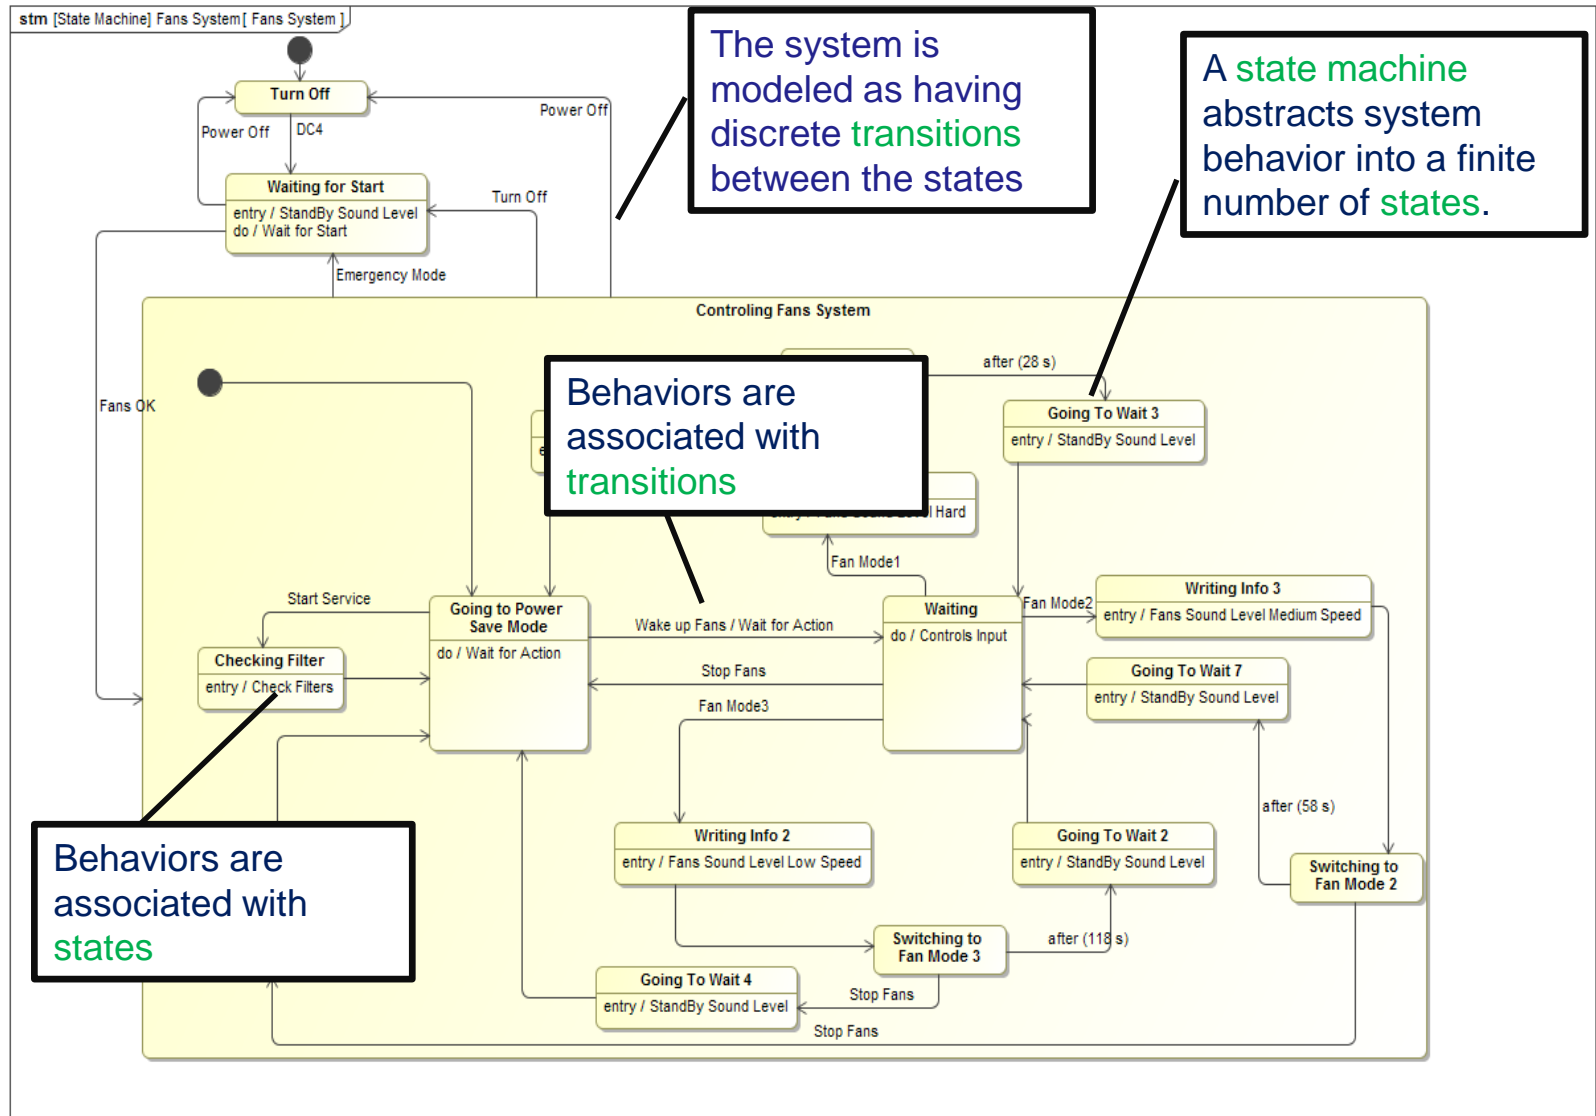 stm [State Machine] Fans System[ Fans System ]
The system is
modeled as having
discrete transitions
between the states
A state machine
abstracts system
behavior into a finite
number of states.
Turn Off
Power Off
Power Off
DC4
Waiting for Start
entry / StandBy Sound Level
do / Wait for Start
Turn Off
Emergency Mode
Controling Fans System
after (28 s)
Behaviors are
associated with
transitions
Fans OK
Going To Wait 3
entry / StandBy Sound Level
Hard
Fan Mode1
Start Service
Going to Power
Save Mode
do / Wait for Action
Wake up Fans / Wait for Action
Waiting
do / Controls Input
Fan Mode2
Writing Info 3
entry / Fans Sound Level Medium Speed
Checking Filter
entry / Check Filters
Stop Fans
Going To Wait 7
entry / StandBy Sound Level
Fan Mode3
after (58 s)
Behaviors are
associated with
states
Writing Info 2
entry / Fans Sound Level Low Speed
Going To Wait 2
entry / StandBy Sound Level
Switching to
Fan Mode 2
Switching to
Fan Mode 3
after (118 s)
Going To Wait 4
entry / StandBy Sound Level
Stop Fans
Stop Fans